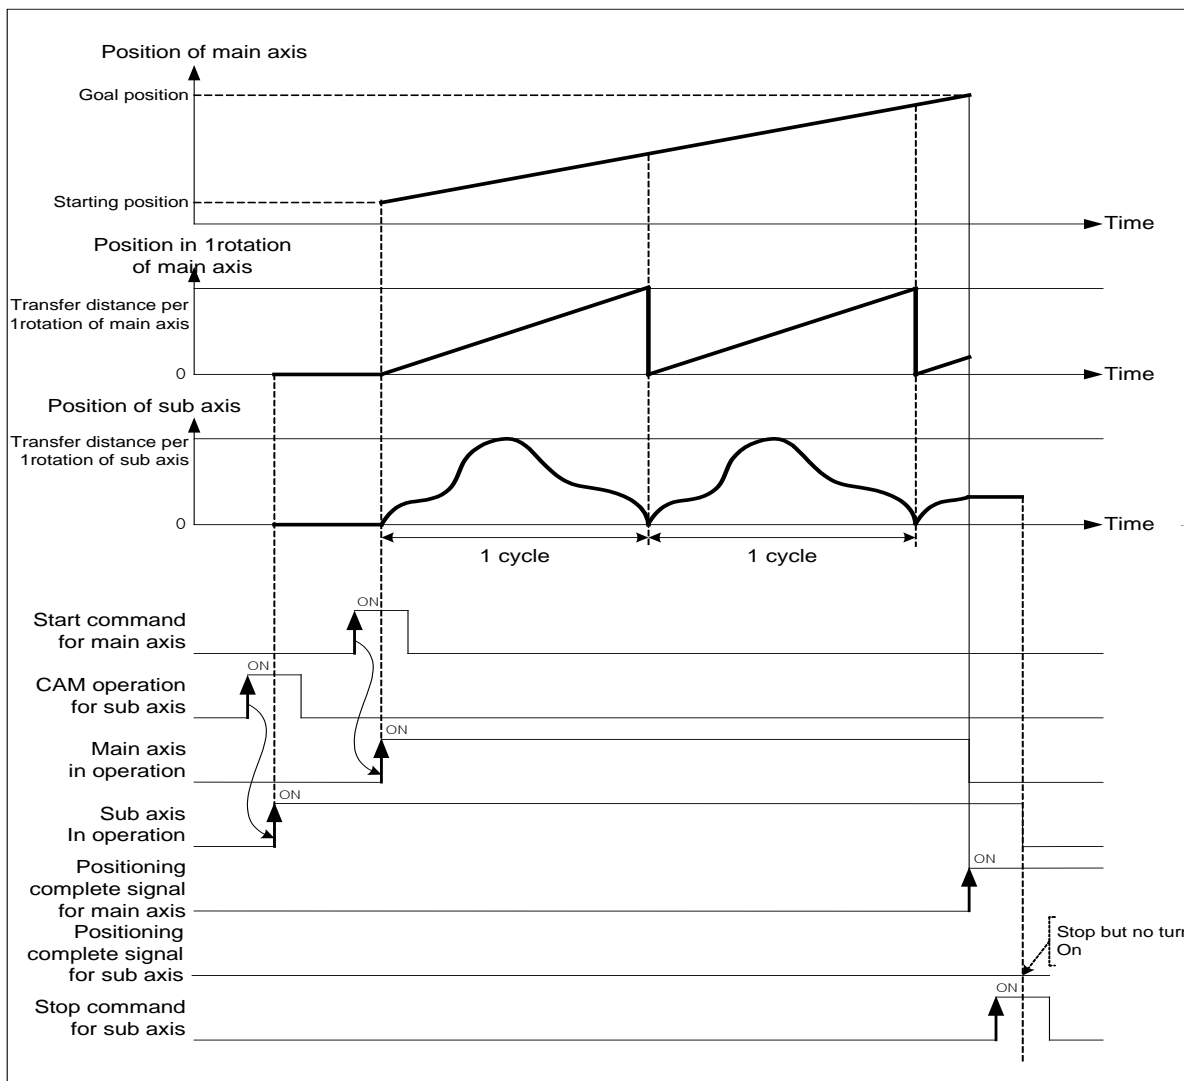 Position of main axis
Goal position
Starting position
Time
Position in 1rotation
of main axis
Transfer distance per
1rotation of main axis
0
Time
Position of sub axis
Transfer distance per
1rotation of sub axis
0
Time
1 cycle
1 cycle
ON
Start command
for main axis
ON
CAM operation
for sub axis
ON
Main axis
in operation
ON
Sub axis
In operation
Positioning
complete signal
for main axis
ON
Positioning
complete signal
for sub axis
Stop but no turn
On
ON
Stop command
for sub axis